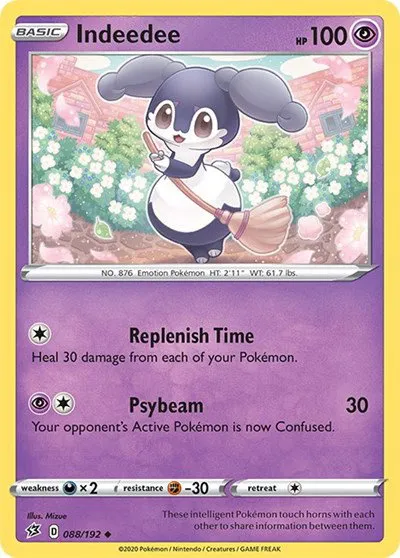 BASIC Indeedee HP 100
NO. 876 Emotion Pokémon HT: 2'11" WT: 61.7 lbs.
Replenish Time
Heal 30 damage from each of your Pokémon.
Psybeam 30
Your opponent's Active Pokémon is now Confused.
weakness ×2 resistance -30 retreat
Illus. Mizue
D 088/192
These intelligent Pokémon touch horns with each
other to share information between them.
©2020 Pokémon / Nintendo / Creatures / GAME FREAK